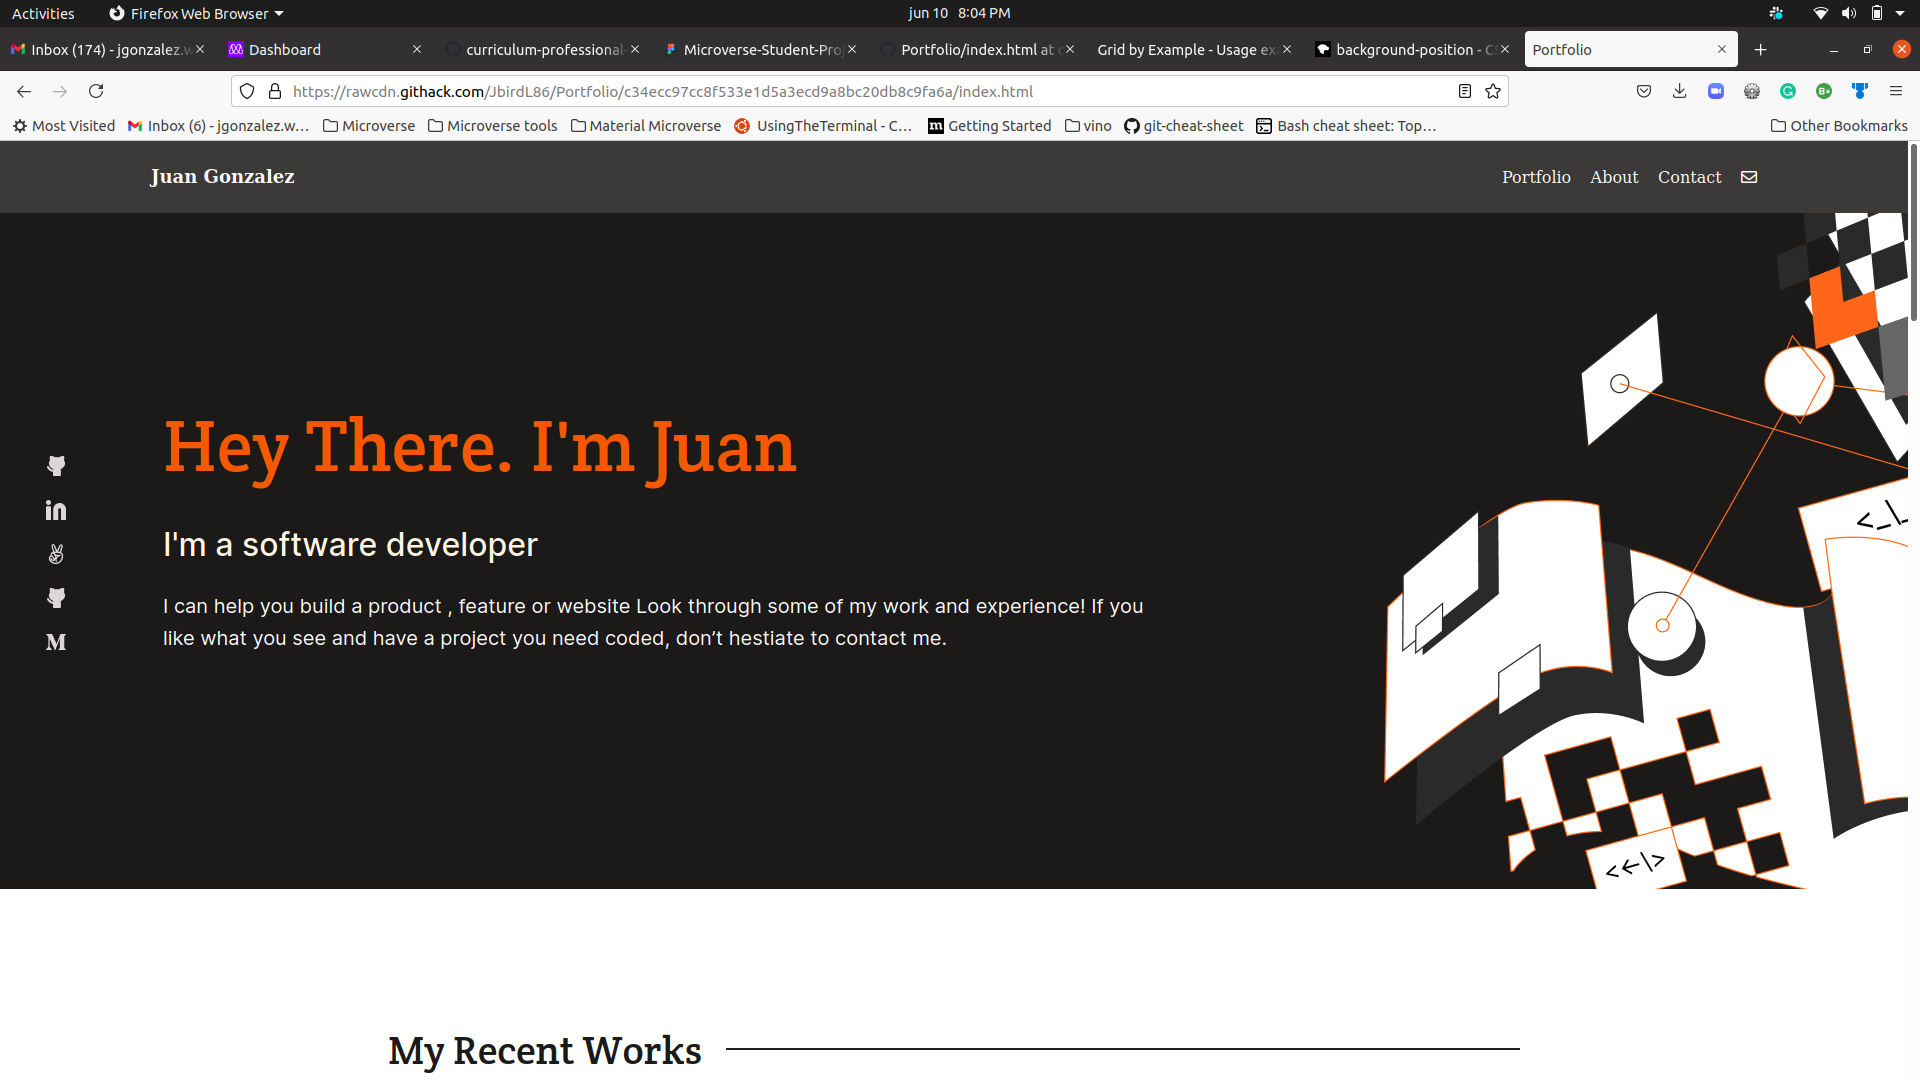 Activities Firefox Web Browser jun 10 8:04 PM
Inbox (174) - jgonzalez.w Dashboard curriculum-professional- Microverse-Student-Pro Portfolio/index.html at Grid by Example - Usage ex background-position - CS Portfolio
https://rawcdn.githack.com/JbirdL86/Portfolio/c34ecc97cc8f533e1d5a3ecd9a8bc20db8c9fa6a/index.html
Most Visited Inbox (6) - jgonzalez.w… Microverse Microverse tools Material Microverse UsingTheTerminal - C… Getting Started vino git-cheat-sheet Bash cheat sheet: Top… Other Bookmarks
Juan Gonzalez Portfolio About Contact
Hey There. I'm Juan
I'm a software developer
I can help you build a product , feature or website Look through some of my work and experience! If you
like what you see and have a project you need coded, don’t hestiate to contact me.
My Recent Works